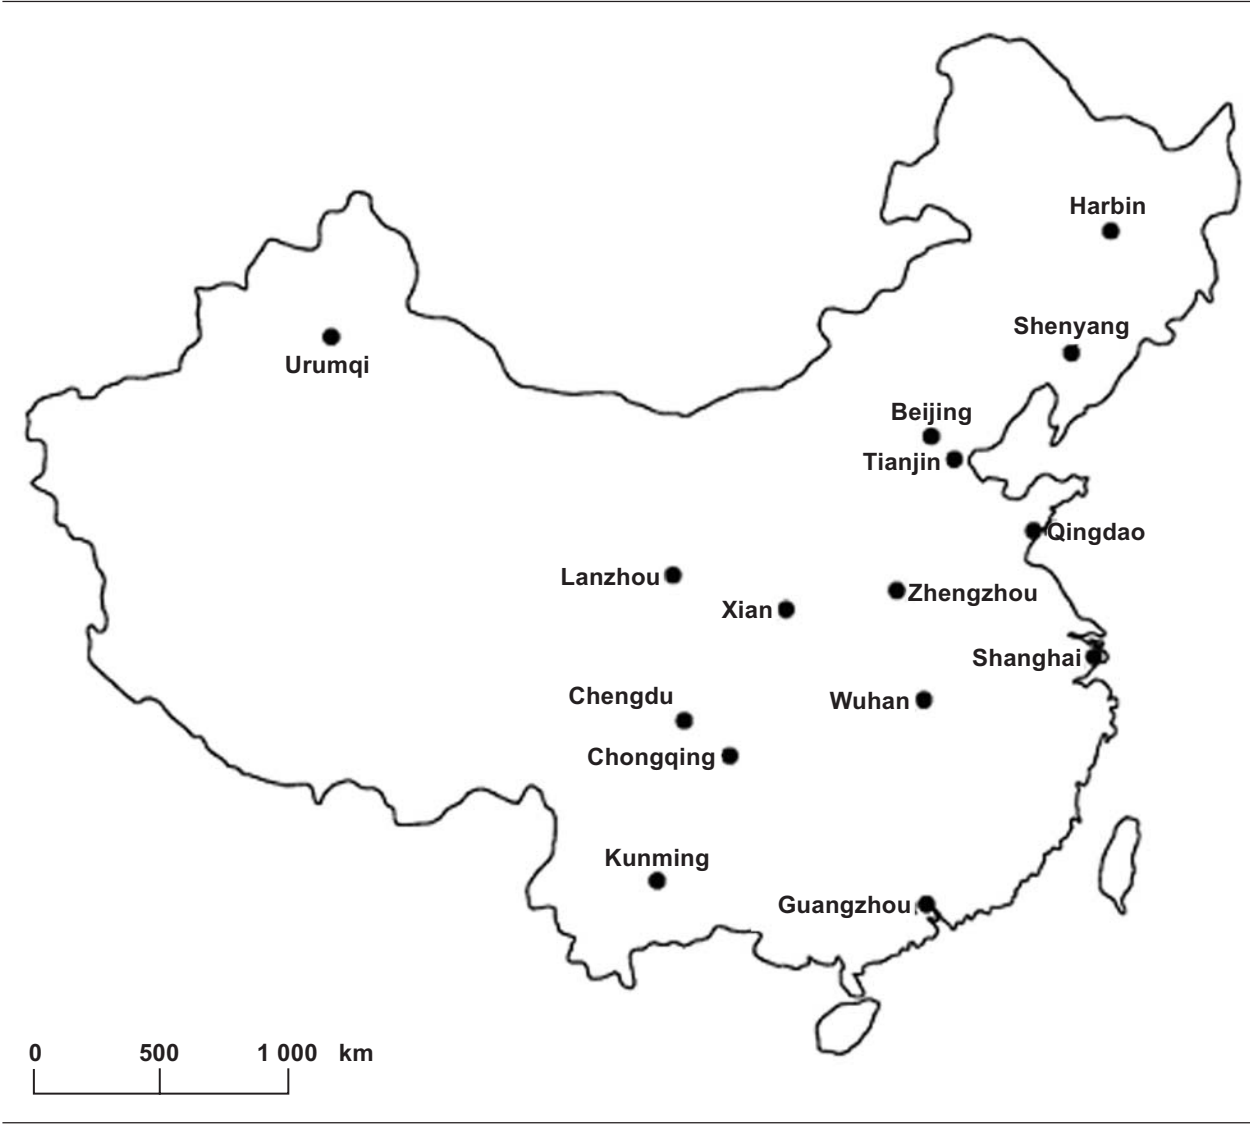 Harbin
Shenyang
Urumqi
Beijing
Tianjin
Qingdao
Lanzhou
Xian
Zhengzhou
Shanghai
Chengdu
Wuhan
Chongqing
Kunming
Guangzhou
0 500 1 000 km